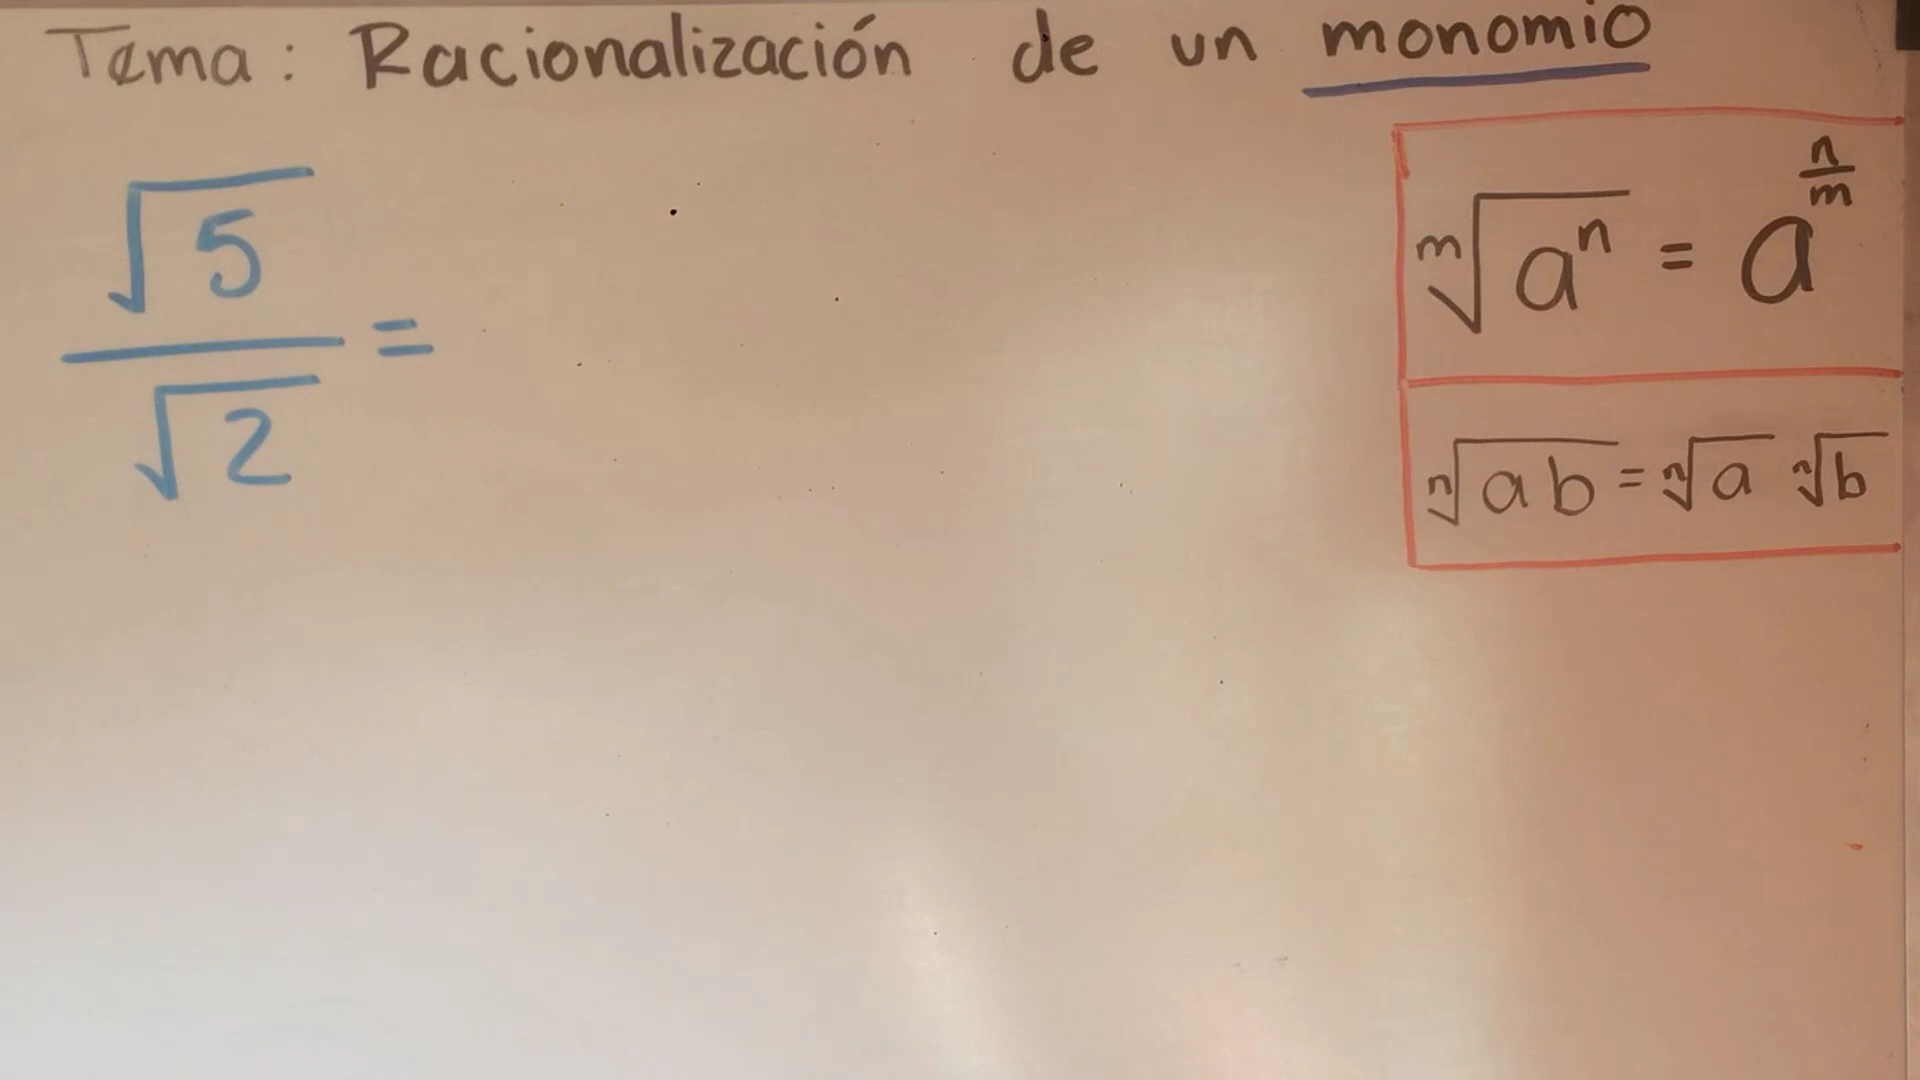 Tema: Racionalización de un monomio
√5 / √2 =
ᵐ√aⁿ = a^(n/m)
ⁿ√ab = ⁿ√a ⁿ√b